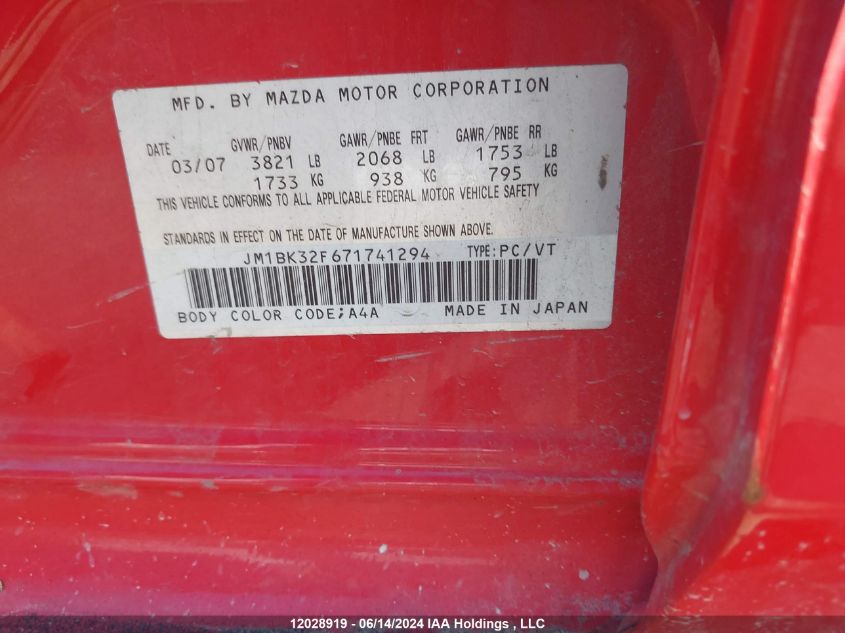 MFD. BY MAZDA MOTOR CORPORATION
DATE GVWR/PNBV GAWR/PNBE FRT GAWR/PNBE RR
03/07 3821 LB 2068 LB 1753 LB
1733 KG 938 KG 795 KG
THIS VEHICLE CONFORMS TO ALL APPLICABLE FEDERAL MOTOR VEHICLE SAFETY
STANDARDS IN EFFECT ON THE DATE OF MANUFACTURE SHOWN ABOVE.
JM1BK32F671741294 TYPE:PC/VT
BODY COLOR CODE;A4A MADE IN JAPAN
12028919 - 06/14/2024 IAA Holdings , LLC